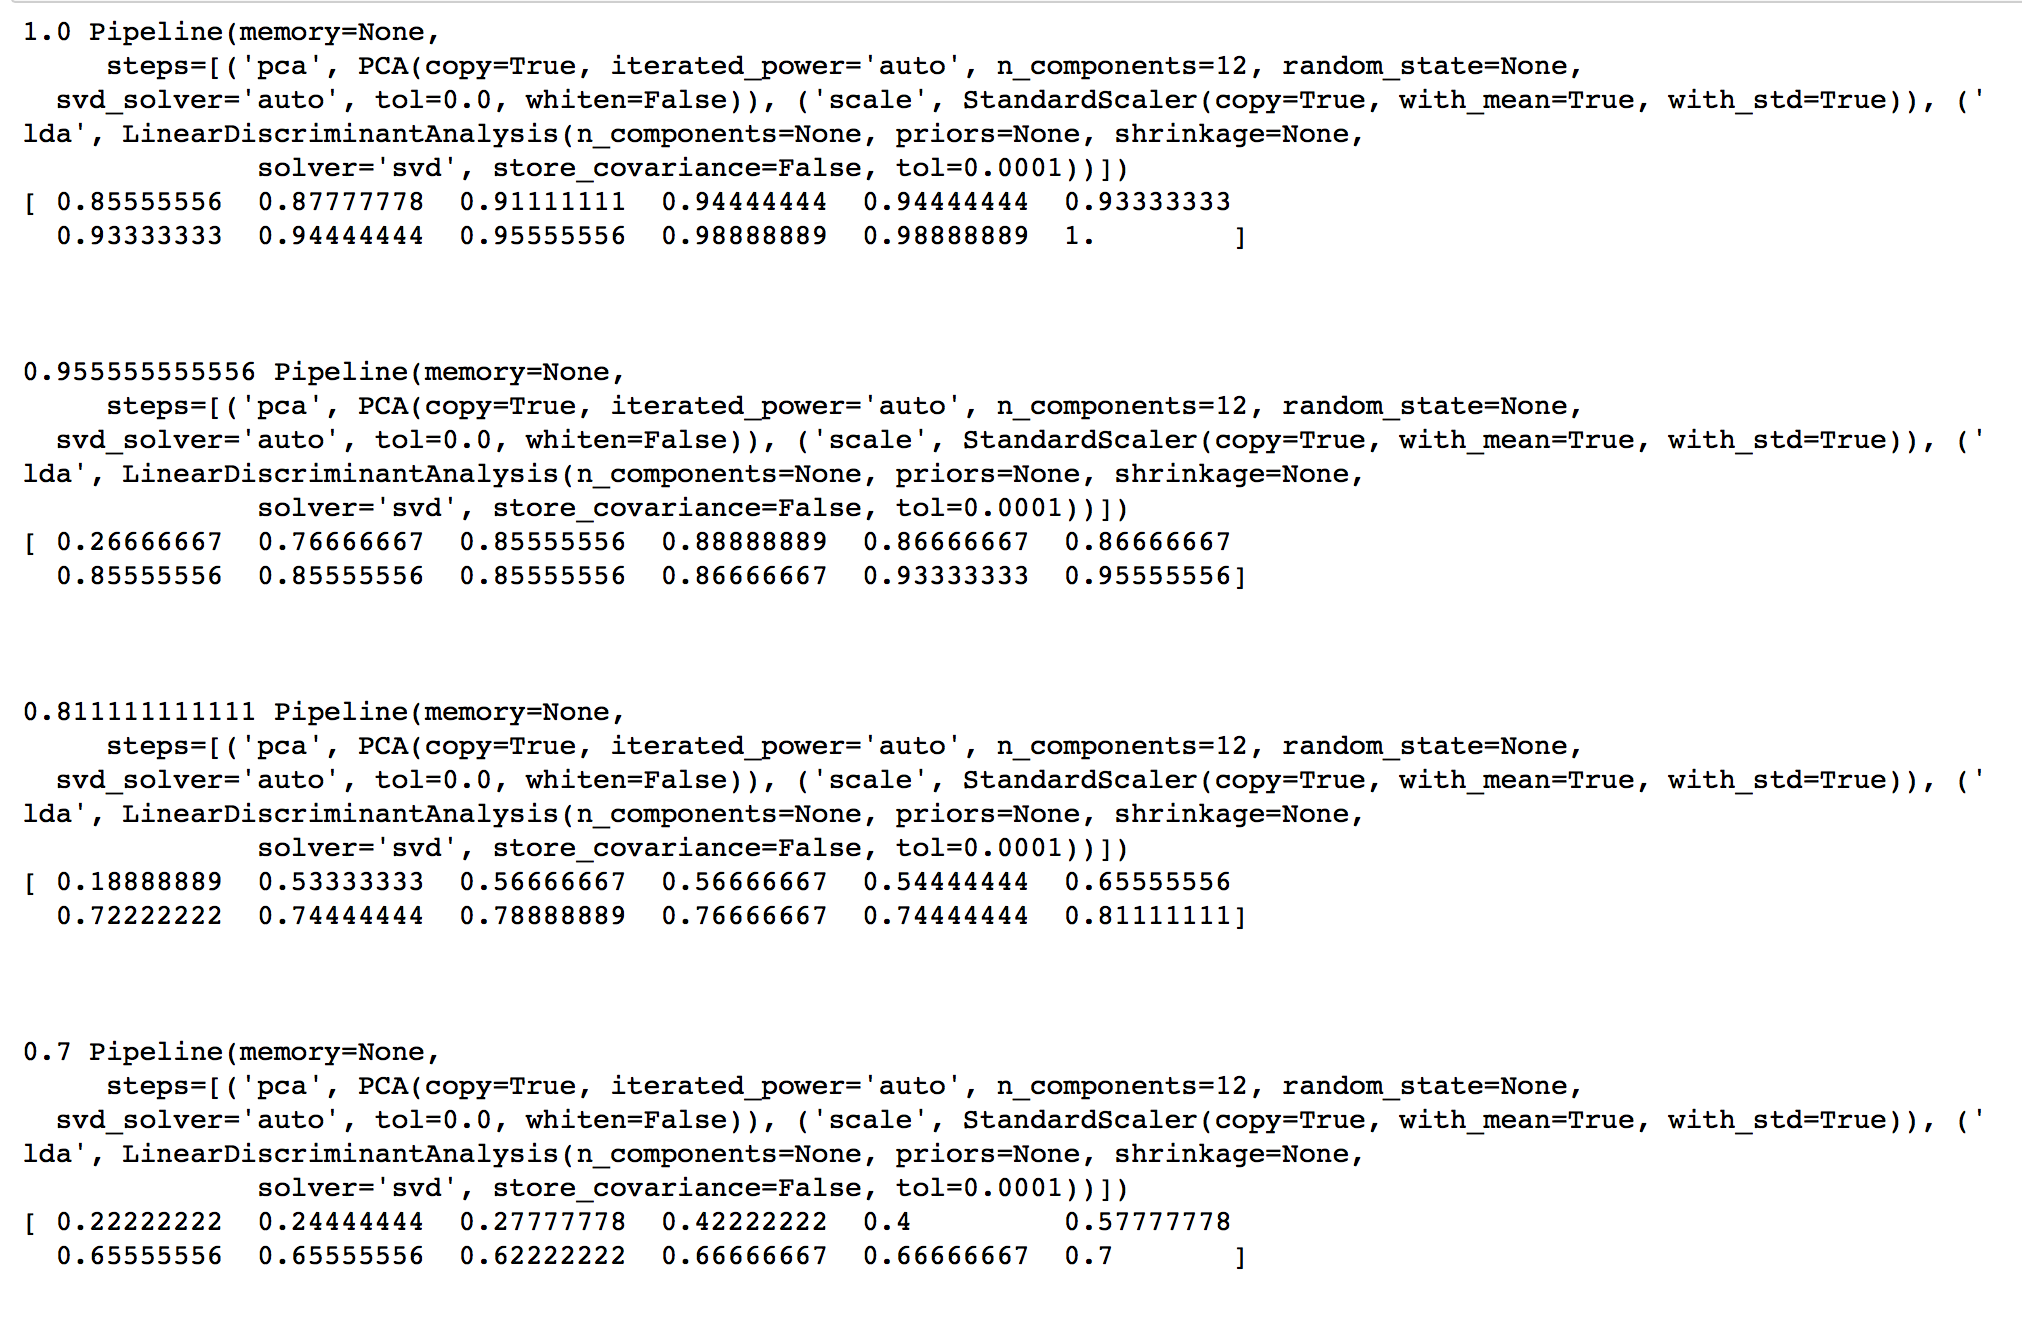 1.0 Pipeline(memory=None,
     steps=[('pca', PCA(copy=True, iterated_power='auto', n_components=12, random_state=None,
  svd_solver='auto', tol=0.0, whiten=False)), ('scale', StandardScaler(copy=True, with_mean=True, with_std=True)), ('
lda', LinearDiscriminantAnalysis(n_components=None, priors=None, shrinkage=None,
              solver='svd', store_covariance=False, tol=0.0001))])
[ 0.85555556  0.87777778  0.91111111  0.94444444  0.94444444  0.93333333
  0.93333333  0.94444444  0.95555556  0.98888889  0.98888889  1.        ]
0.955555555556 Pipeline(memory=None,
     steps=[('pca', PCA(copy=True, iterated_power='auto', n_components=12, random_state=None,
  svd_solver='auto', tol=0.0, whiten=False)), ('scale', StandardScaler(copy=True, with_mean=True, with_std=True)), ('
lda', LinearDiscriminantAnalysis(n_components=None, priors=None, shrinkage=None,
              solver='svd', store_covariance=False, tol=0.0001))])
[ 0.26666667  0.76666667  0.85555556  0.88888889  0.86666667  0.86666667
  0.85555556  0.85555556  0.85555556  0.86666667  0.93333333  0.95555556]
0.811111111111 Pipeline(memory=None,
     steps=[('pca', PCA(copy=True, iterated_power='auto', n_components=12, random_state=None,
  svd_solver='auto', tol=0.0, whiten=False)), ('scale', StandardScaler(copy=True, with_mean=True, with_std=True)), ('
lda', LinearDiscriminantAnalysis(n_components=None, priors=None, shrinkage=None,
              solver='svd', store_covariance=False, tol=0.0001))])
[ 0.18888889  0.53333333  0.56666667  0.56666667  0.54444444  0.65555556
  0.72222222  0.74444444  0.78888889  0.76666667  0.74444444  0.81111111]
0.7 Pipeline(memory=None,
     steps=[('pca', PCA(copy=True, iterated_power='auto', n_components=12, random_state=None,
  svd_solver='auto', tol=0.0, whiten=False)), ('scale', StandardScaler(copy=True, with_mean=True, with_std=True)), ('
lda', LinearDiscriminantAnalysis(n_components=None, priors=None, shrinkage=None,
              solver='svd', store_covariance=False, tol=0.0001))])
[ 0.22222222  0.24444444  0.27777778  0.42222222  0.4         0.57777778
  0.65555556  0.65555556  0.62222222  0.66666667  0.66666667  0.7       ]